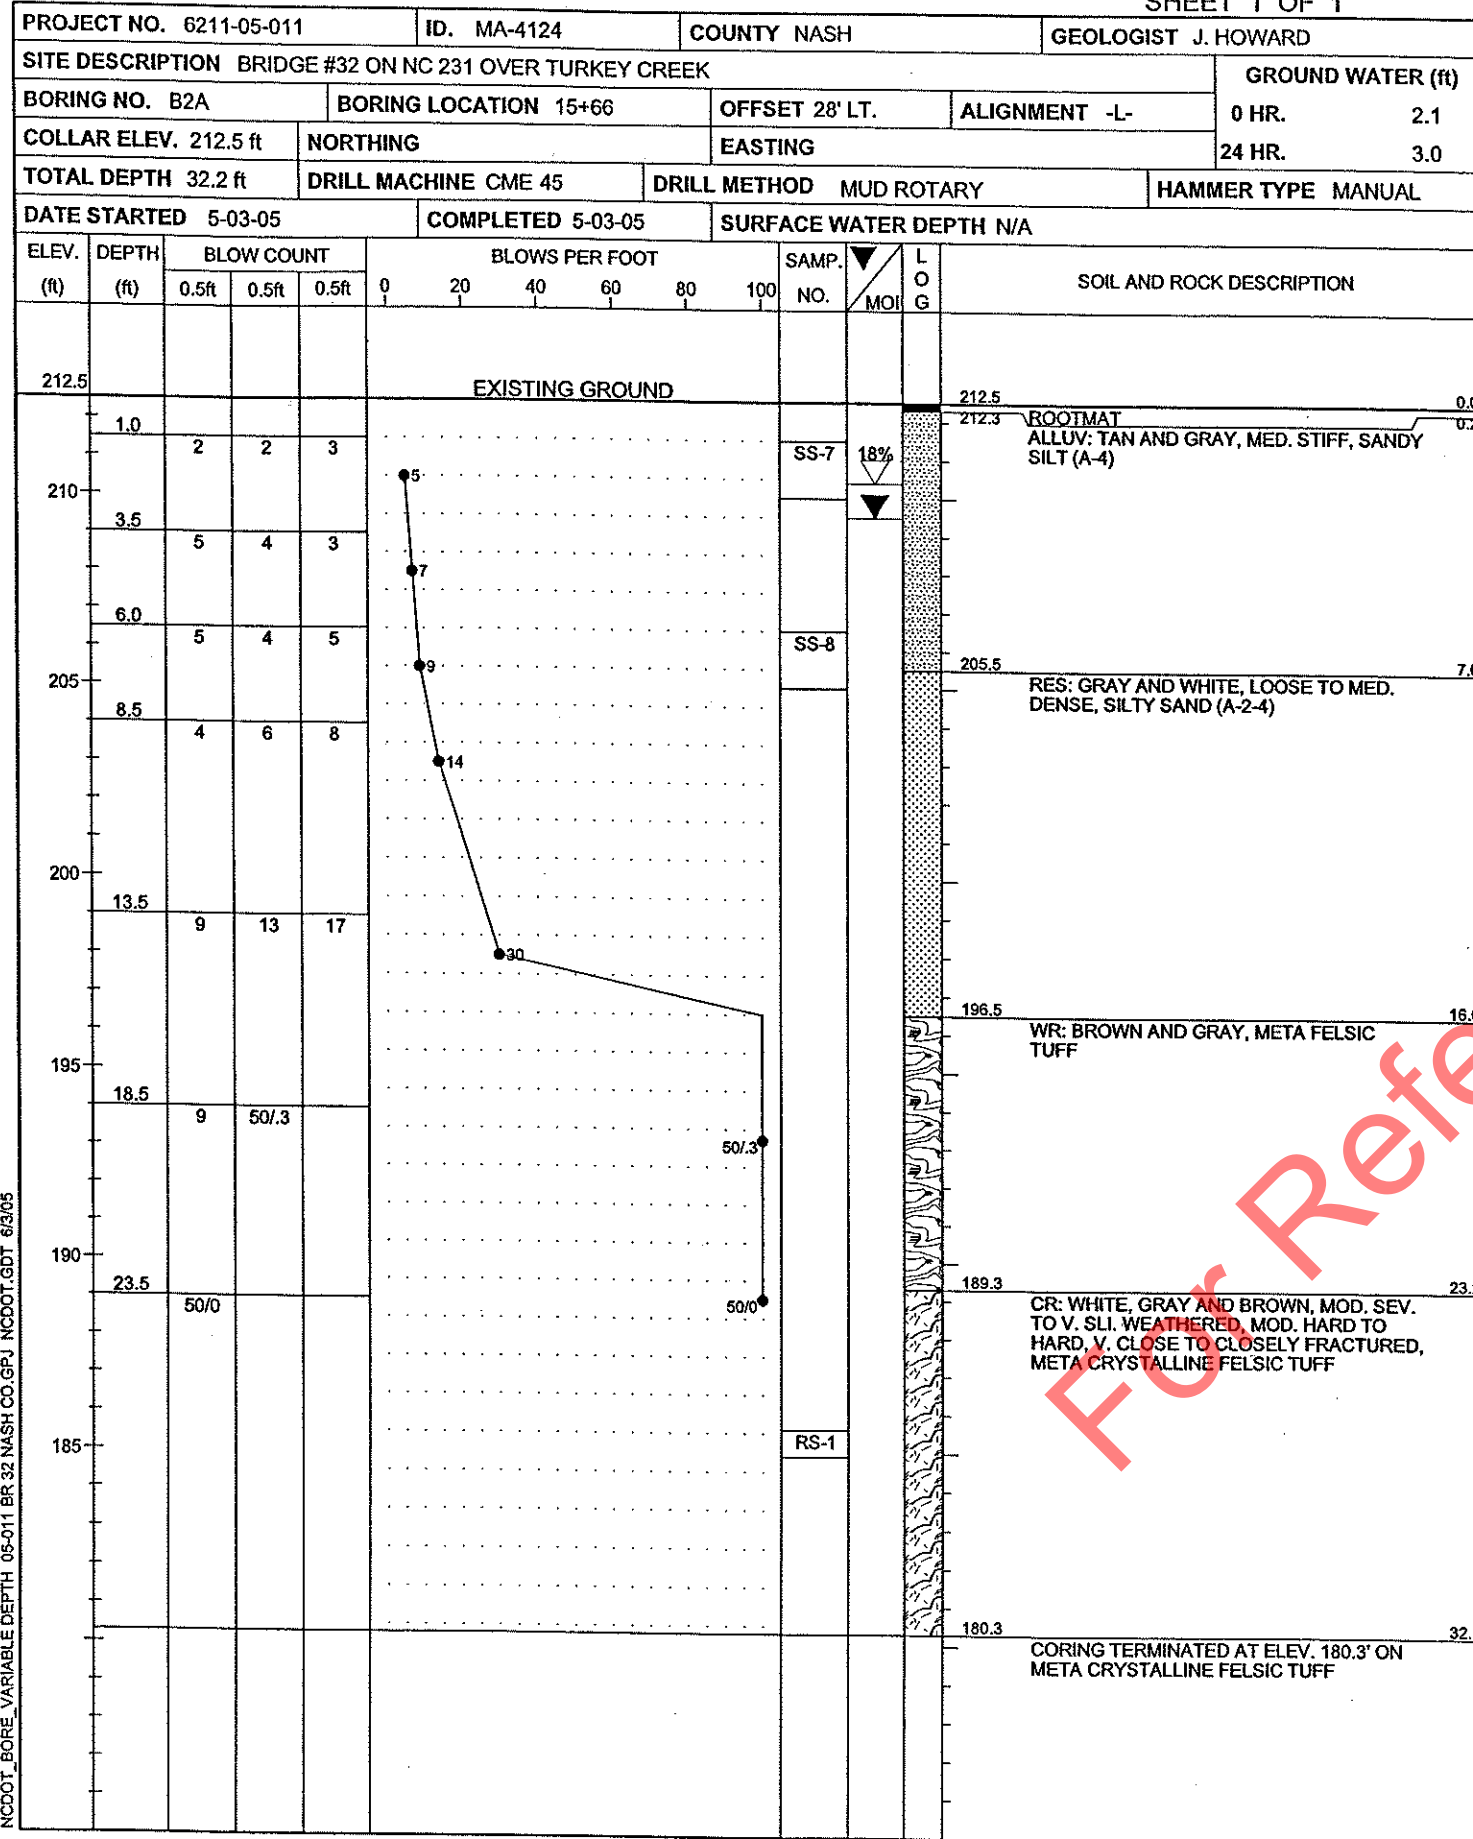 SHEET 1 OF 1
PROJECT NO. 6211-05-011 ID. MA-4124 COUNTY NASH GEOLOGIST J. HOWARD
SITE DESCRIPTION BRIDGE #32 ON NC 231 OVER TURKEY CREEK GROUND WATER (ft)
BORING NO. B2A BORING LOCATION 15+66 OFFSET 28' LT. ALIGNMENT -L- 0 HR. 2.1
COLLAR ELEV. 212.5 ft NORTHING EASTING 24 HR. 3.0
TOTAL DEPTH 32.2 ft DRILL MACHINE CME 45 DRILL METHOD MUD ROTARY HAMMER TYPE MANUAL
DATE STARTED 5-03-05 COMPLETED 5-03-05 SURFACE WATER DEPTH N/A
ELEV. DEPTH BLOW COUNT BLOWS PER FOOT SAMP. L
(ft) (ft) 0.5ft 0.5ft 0.5ft 0 20 40 60 80 100 NO. MOI O G SOIL AND ROCK DESCRIPTION
212.5 EXISTING GROUND 212.5 0.0
212.3 ROOTMAT
1.0 ALLUV: TAN AND GRAY, MED. STIFF, SANDY
2 2 3 SS-7 18% SILT (A-4)
210 5
3.5
5 4 3
7
6.0
5 4 5 SS-8
9 205.5
205 RES: GRAY AND WHITE, LOOSE TO MED.
8.5 DENSE, SILTY SAND (A-2-4)
4 6 8
14
200
13.5
9 13 17
30
196.5
195 WR: BROWN AND GRAY, META FELSIC
TUFF
18.5
9 50/.3
50/.3
190
23.5 189.3
50/0 50/0 CR: WHITE, GRAY AND BROWN, MOD. SEV.
TO V. SLI. WEATHERED, MOD. HARD TO
HARD, V. CLOSE TO CLOSELY FRACTURED,
META CRYSTALLINE FELSIC TUFF
185 RS-1
180.3
CORING TERMINATED AT ELEV. 180.3' ON
META CRYSTALLINE FELSIC TUFF
NCDOT_BORE_VARIABLE DEPTH 05-011 BR 32 NASH CO.GPJ NCDOT.GDT 6/3/05
For Refe